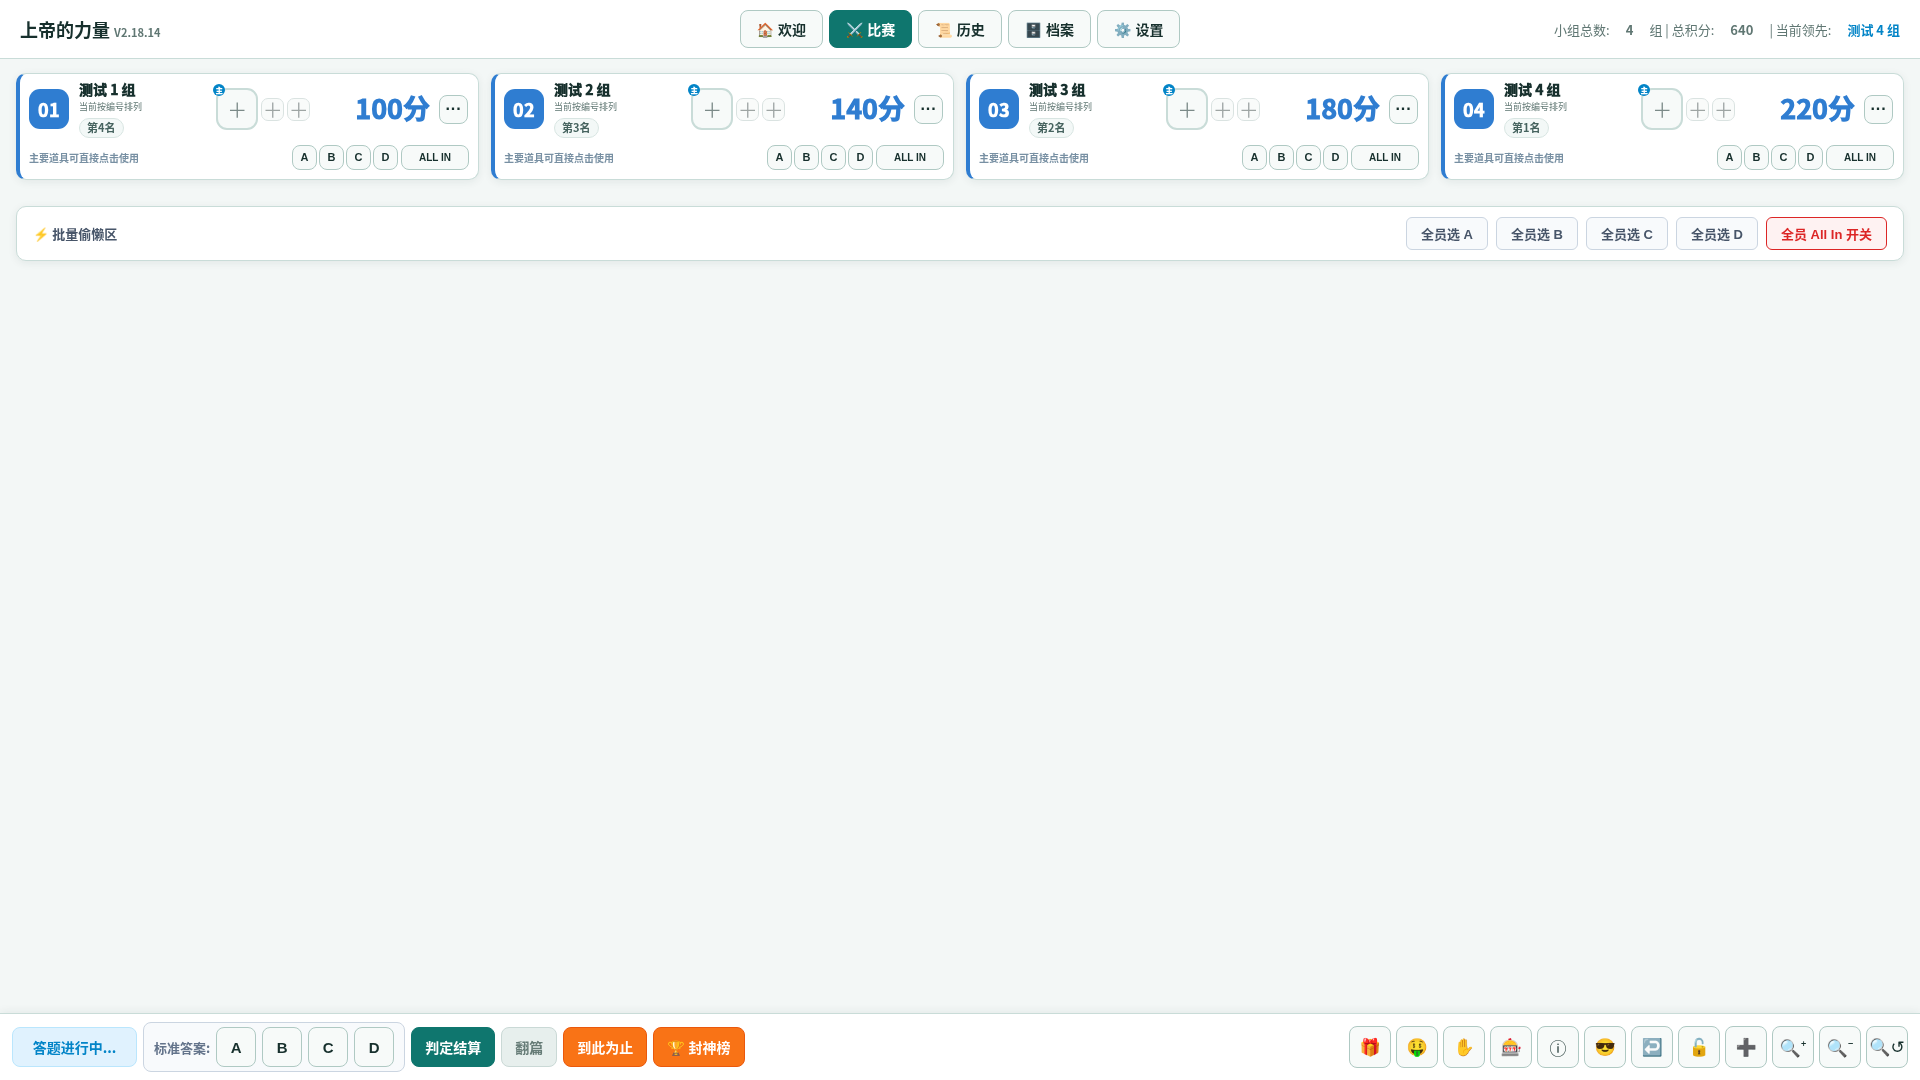 上帝的力量 V2.18.14
🏠 欢迎
⚔️ 比赛
📜 历史
🗄️ 档案
⚙️ 设置
小组总数: 4 组 | 总积分: 640 | 当前领先: 测试 4 组
01
测试 1 组
当前按编号排列
第4名
主
100分
···
主要道具可直接点击使用
A B C D ALL IN
02
测试 2 组
当前按编号排列
第3名
主
140分
···
主要道具可直接点击使用
A B C D ALL IN
03
测试 3 组
当前按编号排列
第2名
主
180分
···
主要道具可直接点击使用
A B C D ALL IN
04
测试 4 组
当前按编号排列
第1名
主
220分
···
主要道具可直接点击使用
A B C D ALL IN
⚡ 批量偷懒区
全员选 A
全员选 B
全员选 C
全员选 D
全员 All In 开关
答题进行中...
标准答案: A B C D
判定结算
翻篇
到此为止
🏆 封神榜